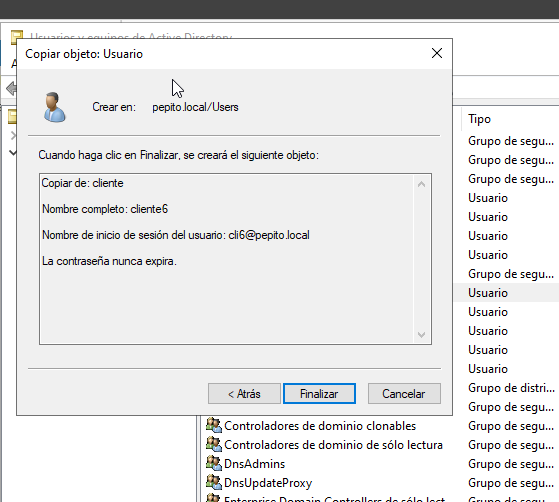 Usuarios y equipos de Active Directory
Copiar objeto: Usuario
Crear en: pepito.local/Users
Cuando haga clic en Finalizar, se creará el siguiente objeto:
Copiar de: cliente
Nombre completo: cliente6
Nombre de inicio de sesión del usuario: cli6@pepito.local
La contraseña nunca expira.
< Atrás
Finalizar
Cancelar
Tipo
Grupo de segu...
Grupo de segu...
Grupo de segu...
Usuario
Usuario
Usuario
Usuario
Grupo de segu...
Usuario
Usuario
Usuario
Usuario
Usuario
Grupo de distri...
Grupo de segu...
Controladores de dominio clonables Grupo de segu...
Controladores de dominio de sólo lectura Grupo de segu...
DnsAdmins Grupo de segu...
DnsUpdateProxy Grupo de segu...
Enterprise Domain Controllers de sólo lect... Grupo de segu...